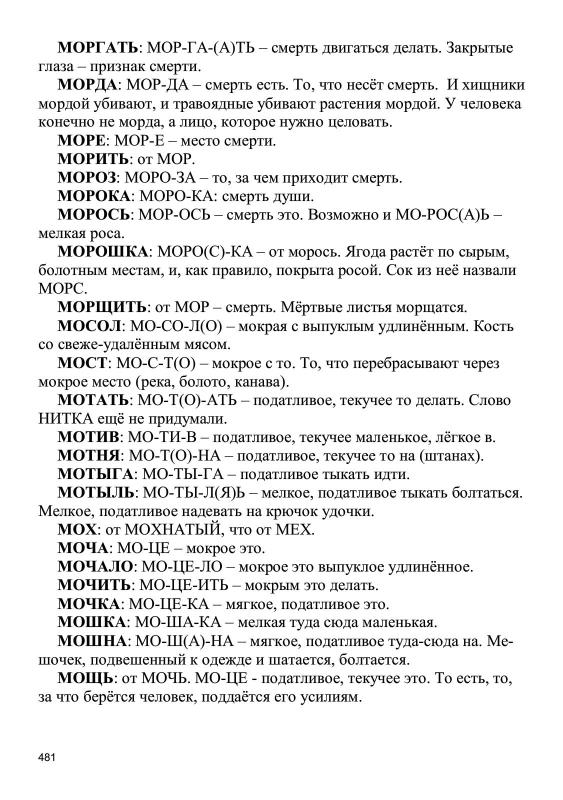 МОРГАТЬ: МОР-ГА-(А)ТЬ – смерть двигаться делать. Закрытые
глаза – признак смерти.
МОРДА: МОР-ДА – смерть есть. То, что несёт смерть. И хищники
мордой убивают, и травоядные убивают растения мордой. У человека
конечно не морда, а лицо, которое нужно целовать.
МОРЕ: МОР-Е – место смерти.
МОРИТЬ: от МОР.
МОРОЗ: МОРО-ЗА – то, за чем приходит смерть.
МОРОКА: МОРО-КА: смерть души.
МОРОСЬ: МОР-ОСЬ – смерть это. Возможно и МО-РОС(А)Ь –
мелкая роса.
МОРОШКА: МОРО(С)-КА – от морось. Ягода растёт по сырым,
болотным местам, и, как правило, покрыта росой. Сок из неё назвали
МОРС.
МОРЩИТЬ: от МОР – смерть. Мёртвые листья морщатся.
МОСОЛ: МО-СО-Л(О) – мокрая с выпуклым удлинённым. Кость
со свеже-удалённым мясом.
МОСТ: МО-С-Т(О) – мокрое с то. То, что перебрасывают через
мокрое место (река, болото, канава).
МОТАТЬ: МО-Т(О)-АТЬ – податливое, текучее то делать. Слово
НИТКА ещё не придумали.
МОТИВ: МО-ТИ-В – податливое, текучее маленькое, лёгкое в.
МОТНЯ: МО-Т(О)-НА – податливое, текучее то на (штанах).
МОТЫГА: МО-ТЫ-ГА – податливое тыкать идти.
МОТЫЛЬ: МО-ТЫ-Л(Я)Ь – мелкое, податливое тыкать болтаться.
Мелкое, податливое надевать на крючок удочки.
МОХ: от МОХНАТЫЙ, что от МЕХ.
МОЧА: МО-ЦЕ – мокрое это.
МОЧАЛО: МО-ЦЕ-ЛО – мокрое это выпуклое удлинённое.
МОЧИТЬ: МО-ЦЕ-ИТЬ – мокрым это делать.
МОЧКА: МО-ЦЕ-КА – мягкое, податливое это.
МОШКА: МО-ША-КА – мелкая туда сюда маленькая.
МОШНА: МО-Ш(А)-НА – мягкое, податливое туда-сюда на. Ме-
шочек, подвешенный к одежде и шатается, болтается.
МОЩЬ: от МОЧЬ. МО-ЦЕ - податливое, текучее это. То есть, то,
за что берётся человек, поддаётся его усилиям.
481